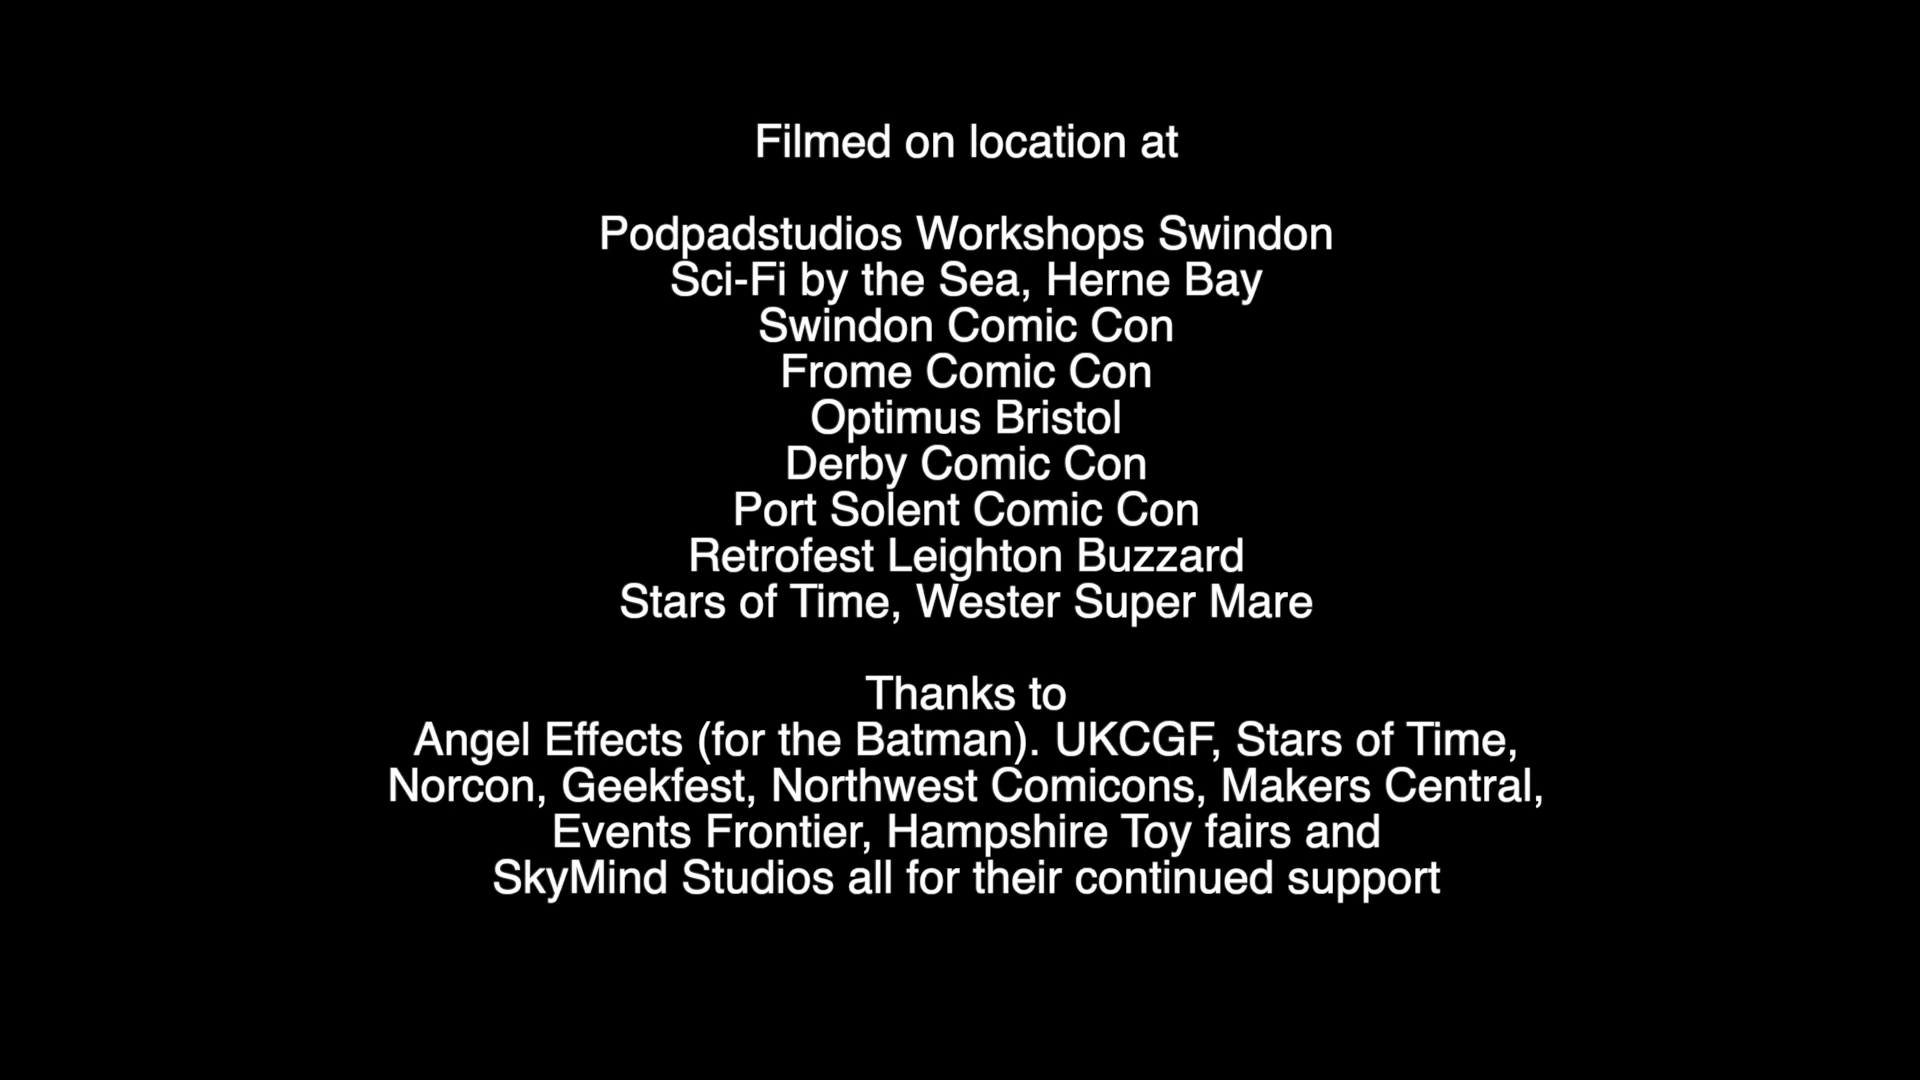 Filmed on location at
Podpadstudios Workshops Swindon
Sci-Fi by the Sea, Herne Bay
Swindon Comic Con
Frome Comic Con
Optimus Bristol
Derby Comic Con
Port Solent Comic Con
Retrofest Leighton Buzzard
Stars of Time, Wester Super Mare
Thanks to
Angel Effects (for the Batman). UKCGF, Stars of Time,
Norcon, Geekfest, Northwest Comicons, Makers Central,
Events Frontier, Hampshire Toy fairs and
SkyMind Studios all for their continued support